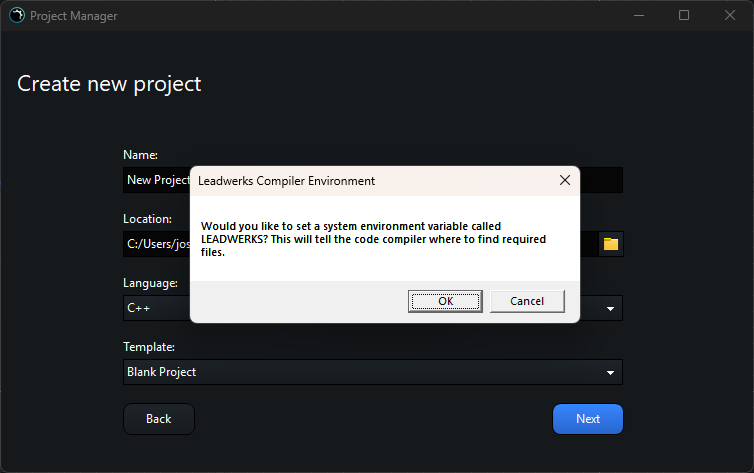 Project Manager
Create new project
Name:
New Project
Leadwerks Compiler Environment
Would you like to set a system environment variable called
LEADWERKS? This will tell the code compiler where to find required
files.
OK
Cancel
Location:
C:/Users/jos
Language:
C++
Template:
Blank Project
Back
Next